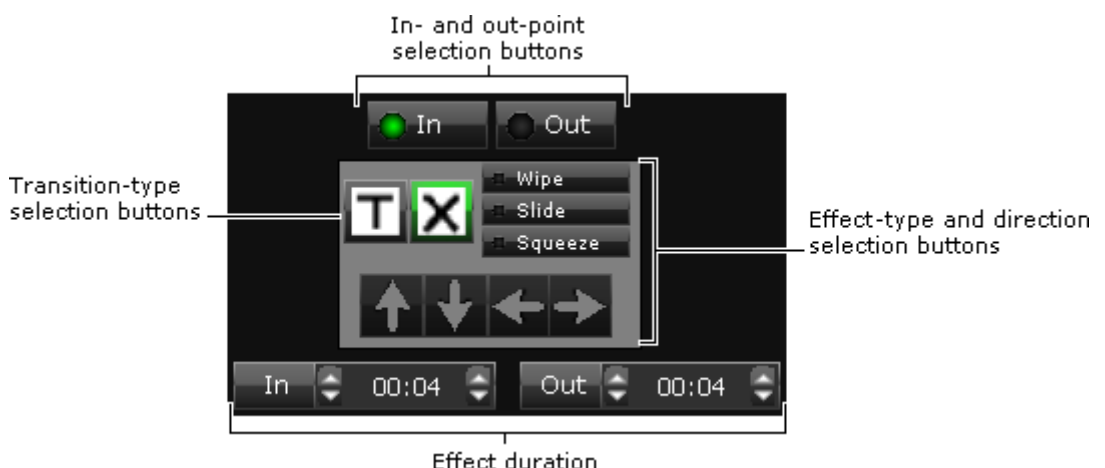 In- and out-point
selection buttons
In
Out
Transition-type
selection buttons
T
X
Wipe
Slide
Squeeze
Effect-type and direction
selection buttons
In 00:04 Out 00:04
Effect duration